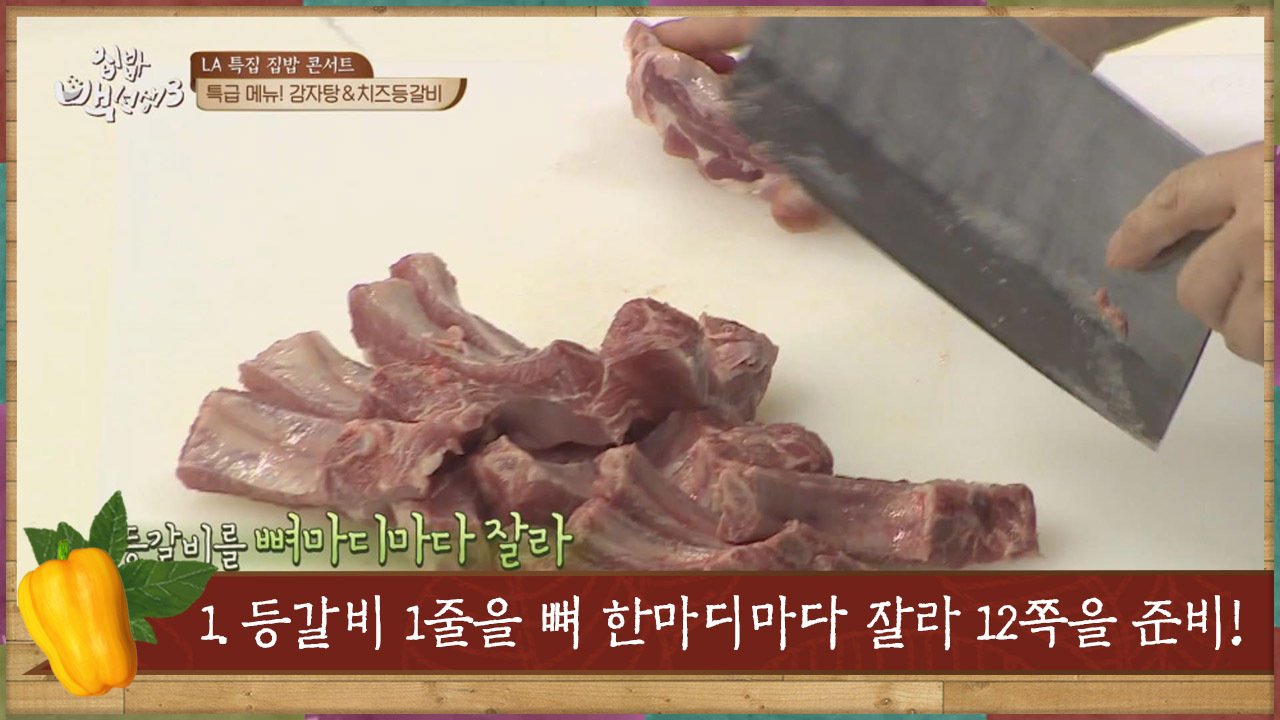 집밥
백선생3
LA 특집 집밥 콘서트
특급 메뉴! 감자탕&치즈등갈비
등갈비를 뼈마디마다 잘라
1. 등갈비 1줄을 뼈 한마디마다 잘라 12쪽을 준비!